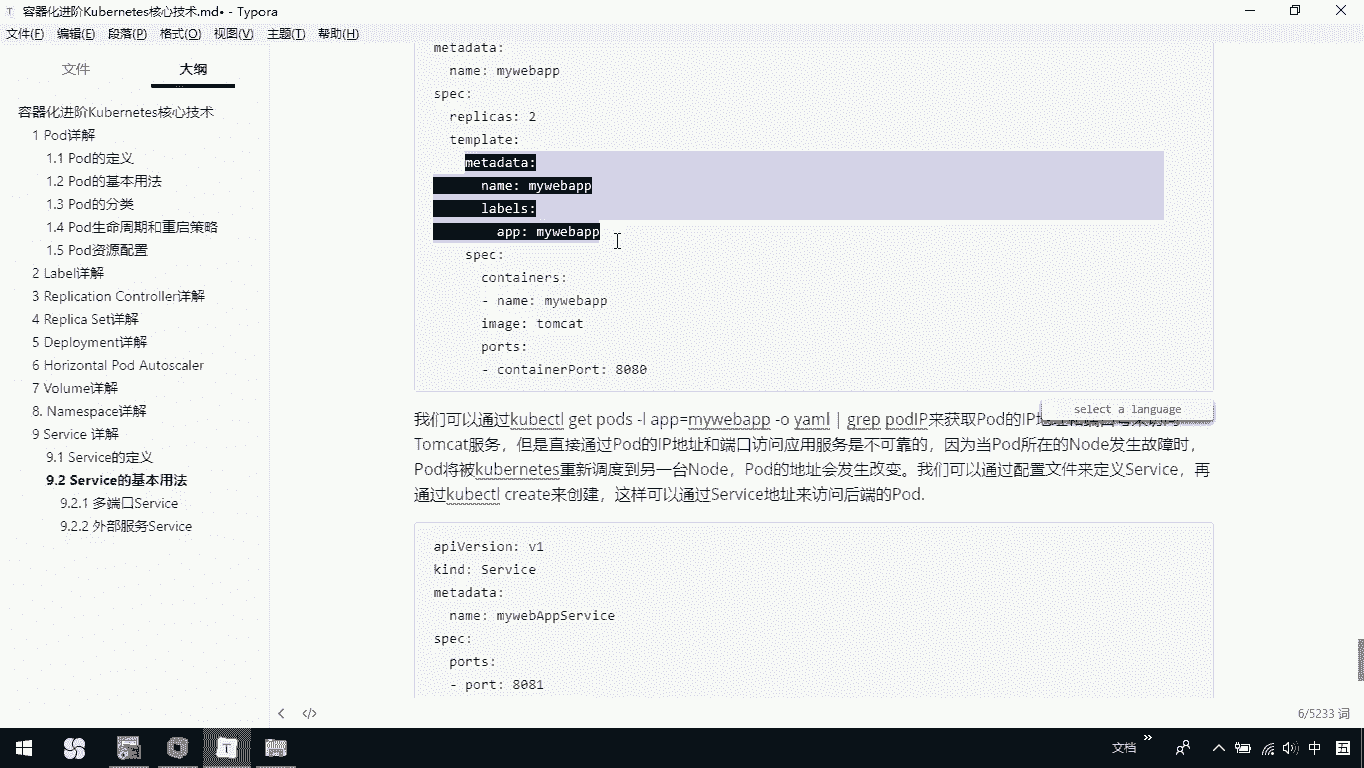 容器化进阶Kubernetes核心技术.md• - Typora
文件(F) 编辑(E) 段落(P) 格式(O) 视图(V) 主题(T) 帮助(H)
文件 大纲
容器化进阶Kubernetes核心技术
1 Pod详解
1.1 Pod的定义
1.2 Pod的基本用法
1.3 Pod的分类
1.4 Pod生命周期和重启策略
1.5 Pod资源配置
2 Label详解
3 Replication Controller详解
4 Replica Set详解
5 Deployment详解
6 Horizontal Pod Autoscaler
7 Volume详解
8. Namespace详解
9 Service 详解
9.1 Service的定义
9.2 Service的基本用法
9.2.1 多端口Service
9.2.2 外部服务Service
metadata:
name: mywebapp
spec:
replicas: 2
template:
metadata:
name: mywebapp
labels:
app: mywebapp
spec:
containers:
- name: mywebapp
image: tomcat
ports:
- containerPort: 8080
select a language
我们可以通过kubectl get pods -l app=mywebapp -o yaml | grep podIP来获取Pod的IP
Tomcat服务，但是直接通过Pod的IP地址和端口访问应用服务是不可靠的，因为当Pod所在的Node发生故障时，
Pod将被kubernetes重新调度到另一台Node，Pod的地址会发生改变。我们可以通过配置文件来定义Service，再
通过kubectl create来创建，这样可以通过Service地址来访问后端的Pod.
apiVersion: v1
kind: Service
metadata:
name: mywebAppService
spec:
ports:
- port: 8081
6/5233 词
文档 中 五